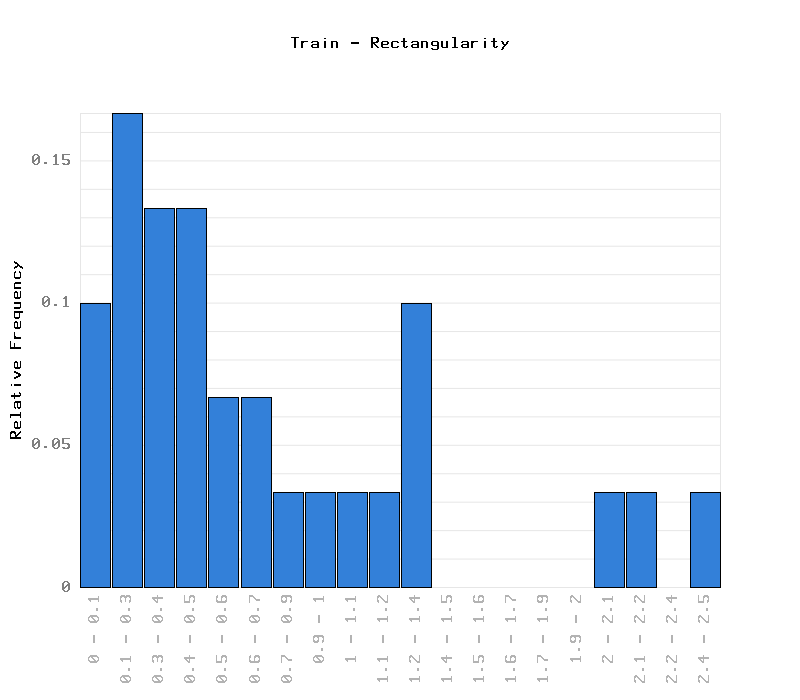 Train - Rectangularity
Relative Frequency
0.15
0.1
0.05
0
0 - 0.1
0.1 - 0.3
0.3 - 0.4
0.4 - 0.5
0.5 - 0.6
0.6 - 0.7
0.7 - 0.9
0.9 - 1
1 - 1.1
1.1 - 1.2
1.2 - 1.4
1.4 - 1.5
1.5 - 1.6
1.6 - 1.7
1.7 - 1.9
1.9 - 2
2 - 2.1
2.1 - 2.2
2.2 - 2.4
2.4 - 2.5